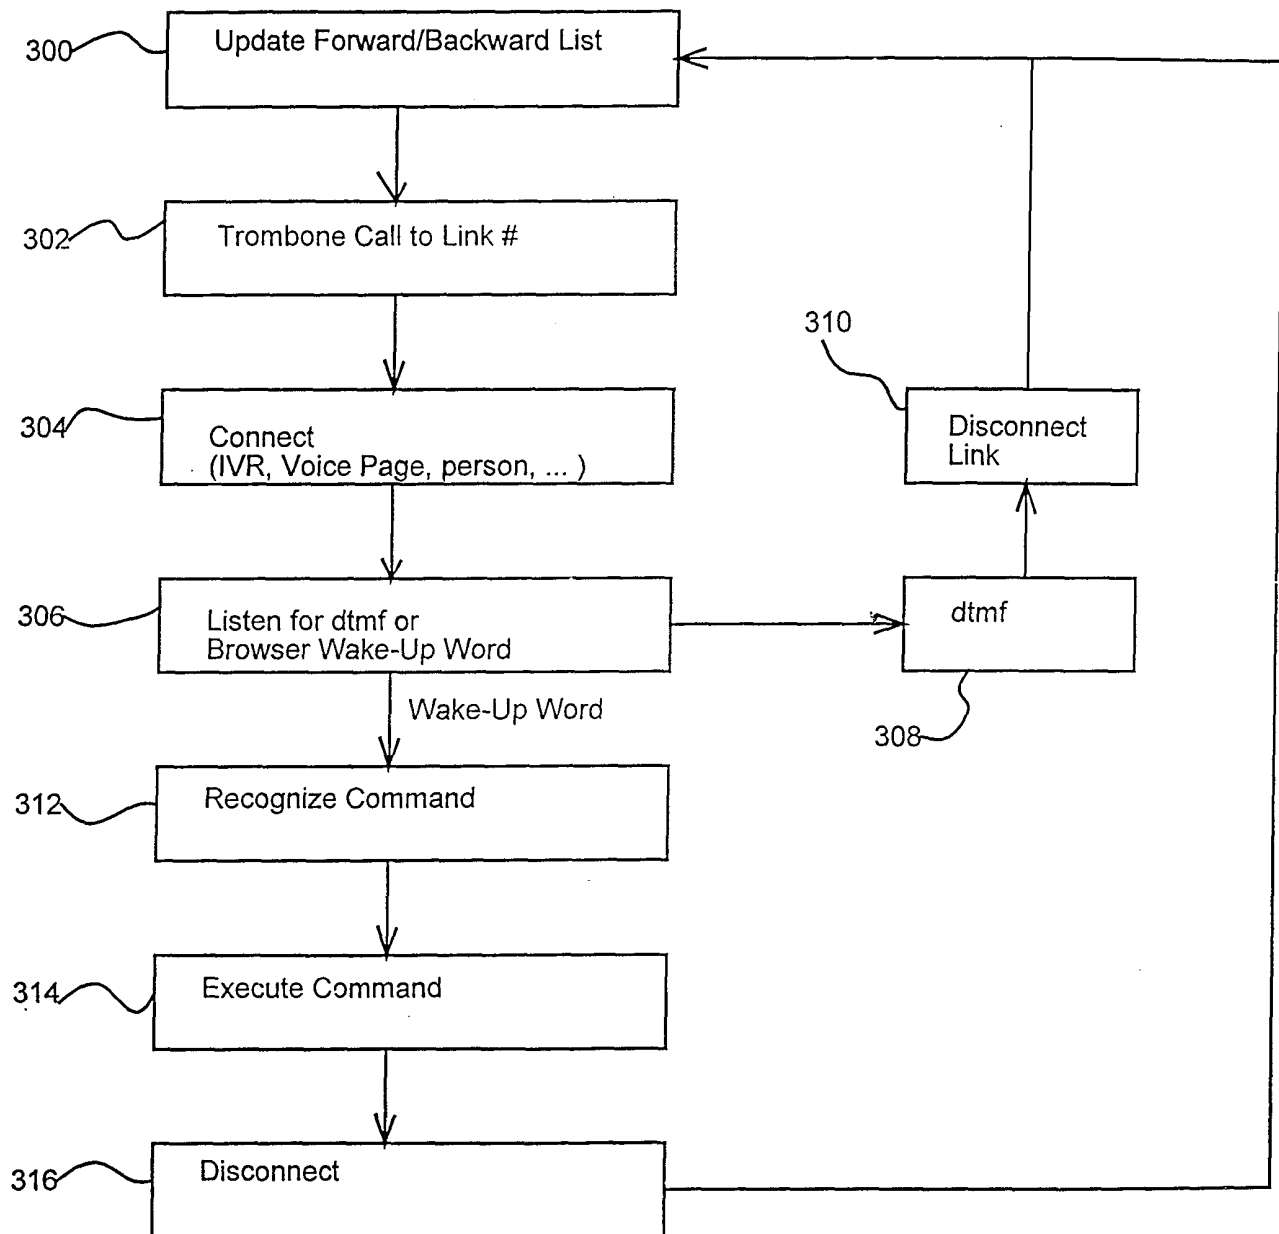 300
Update Forward/Backward List
302
Trombone Call to Link #
310
304
Connect
(IVR, Voice Page, person, ... )
Disconnect
Link
306
Listen for dtmf or
Browser Wake-Up Word
dtmf
Wake-Up Word
308
312
Recognize Command
314
Execute Command
316
Disconnect